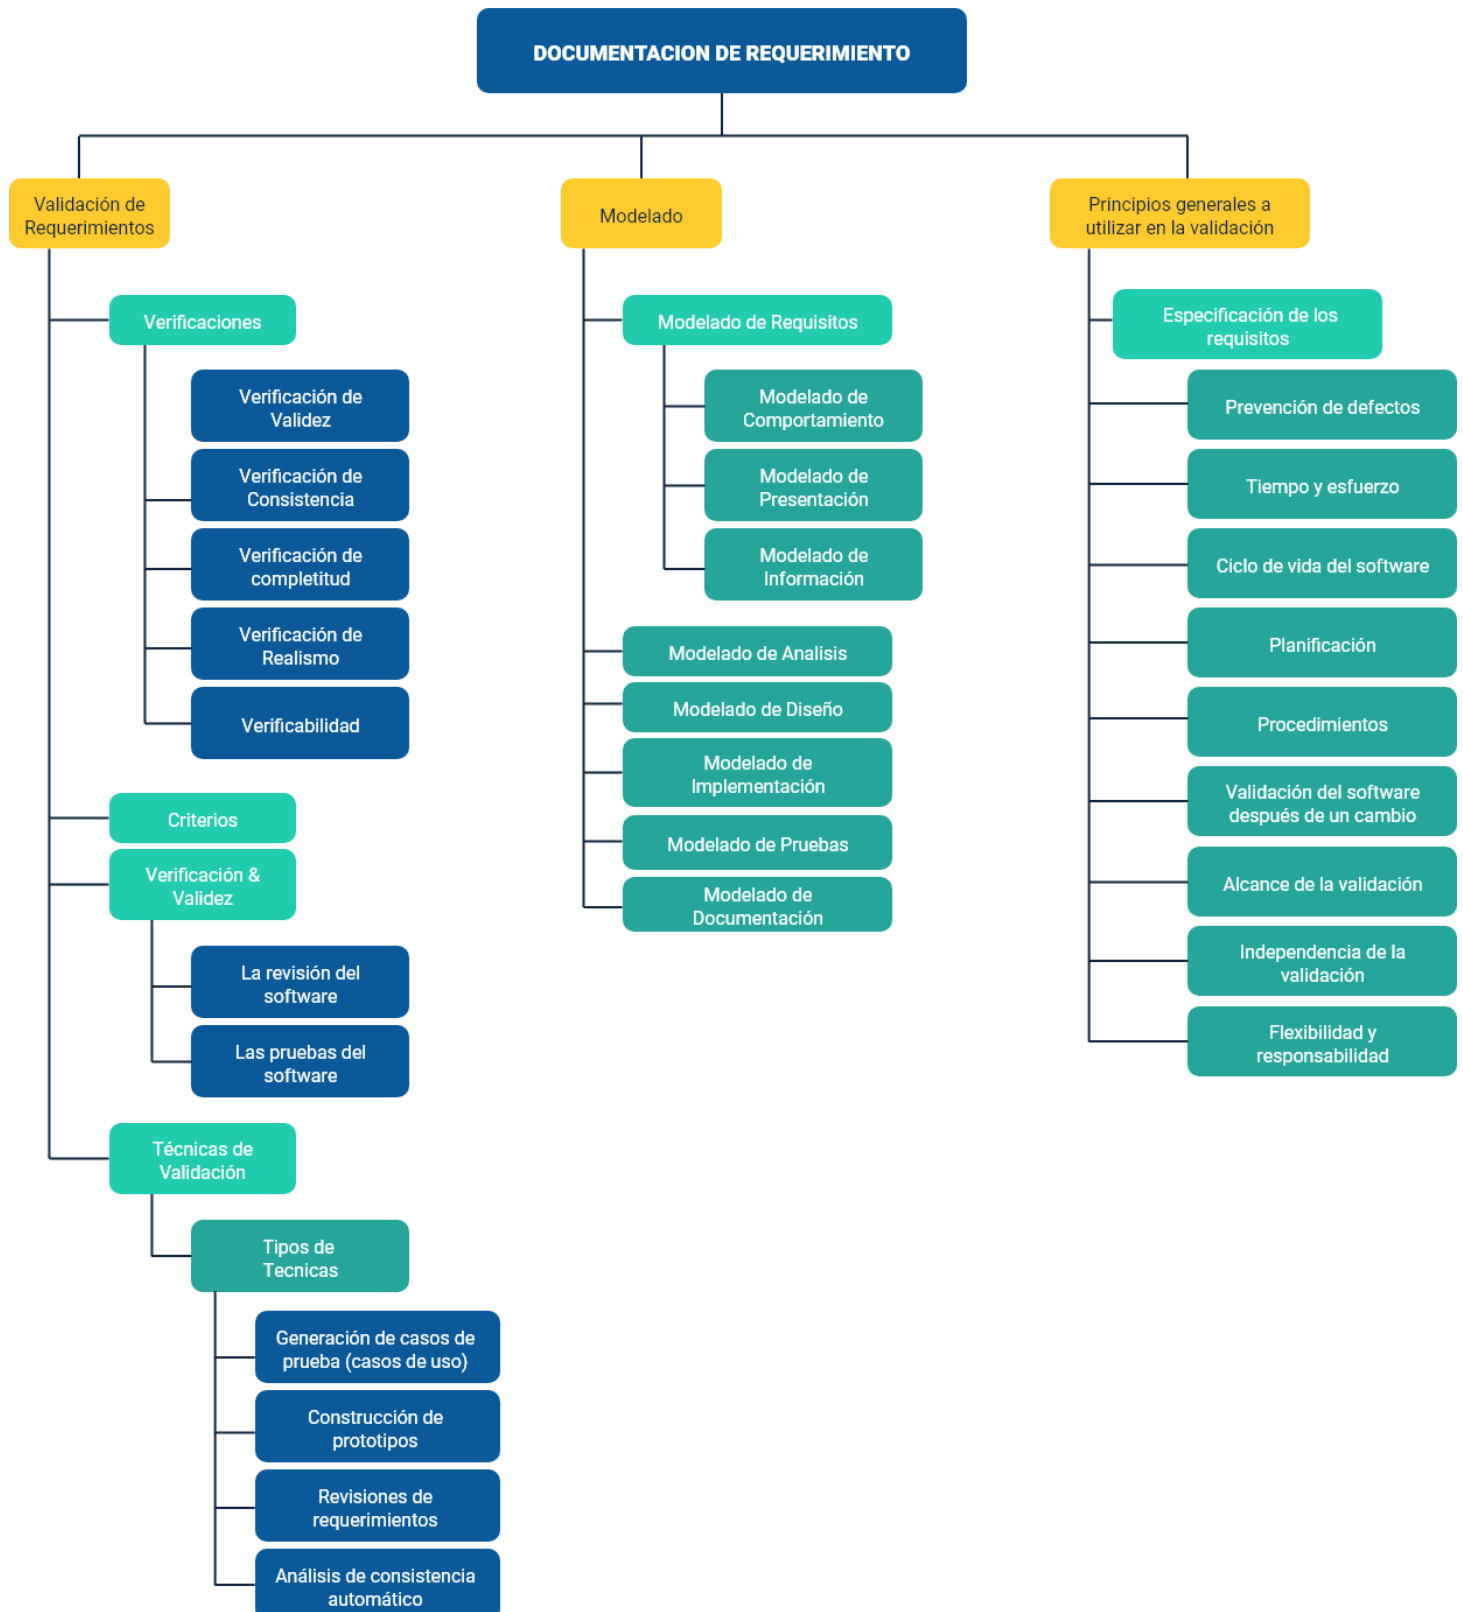 DOCUMENTACION DE REQUERIMIENTO
Validación de
Requerimientos
Verificaciones
Verificación de
Validez
Verificación de
Consistencia
Verificación de
completitud
Verificación de
Realismo
Verificabilidad
Criterios
Verificación &
Validez
La revisión del
software
Las pruebas del
software
Técnicas de
Validación
Tipos de
Tecnicas
Generación de casos de
prueba (casos de uso)
Construcción de
prototipos
Revisiones de
requerimientos
Análisis de consistencia
automático
Modelado
Modelado de Requisitos
Modelado de
Comportamiento
Modelado de
Presentación
Modelado de
Información
Modelado de Analisis
Modelado de Diseño
Modelado de
Implementación
Modelado de Pruebas
Modelado de
Documentación
Principios generales a
utilizar en la validación
Especificación de los
requisitos
Prevención de defectos
Tiempo y esfuerzo
Ciclo de vida del software
Planificación
Procedimientos
Validación del software
después de un cambio
Alcance de la validación
Independencia de la
validación
Flexibilidad y
responsabilidad